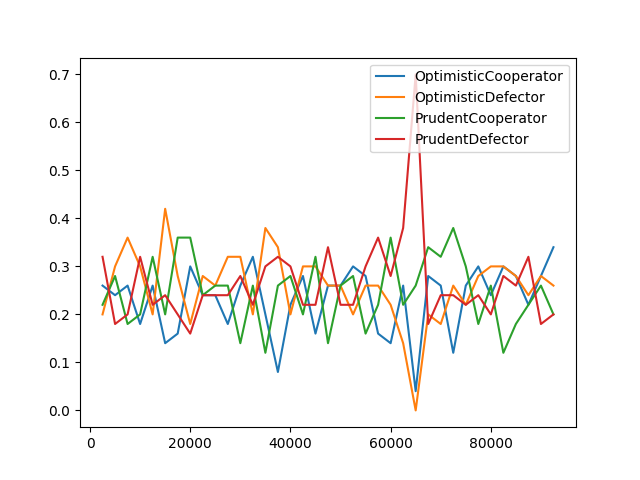 OptimisticCooperator
OptimisticDefector
PrudentCooperator
PrudentDefector
0.7
0.6
0.5
0.4
0.3
0.2
0.1
0.0
0 20000 40000 60000 80000